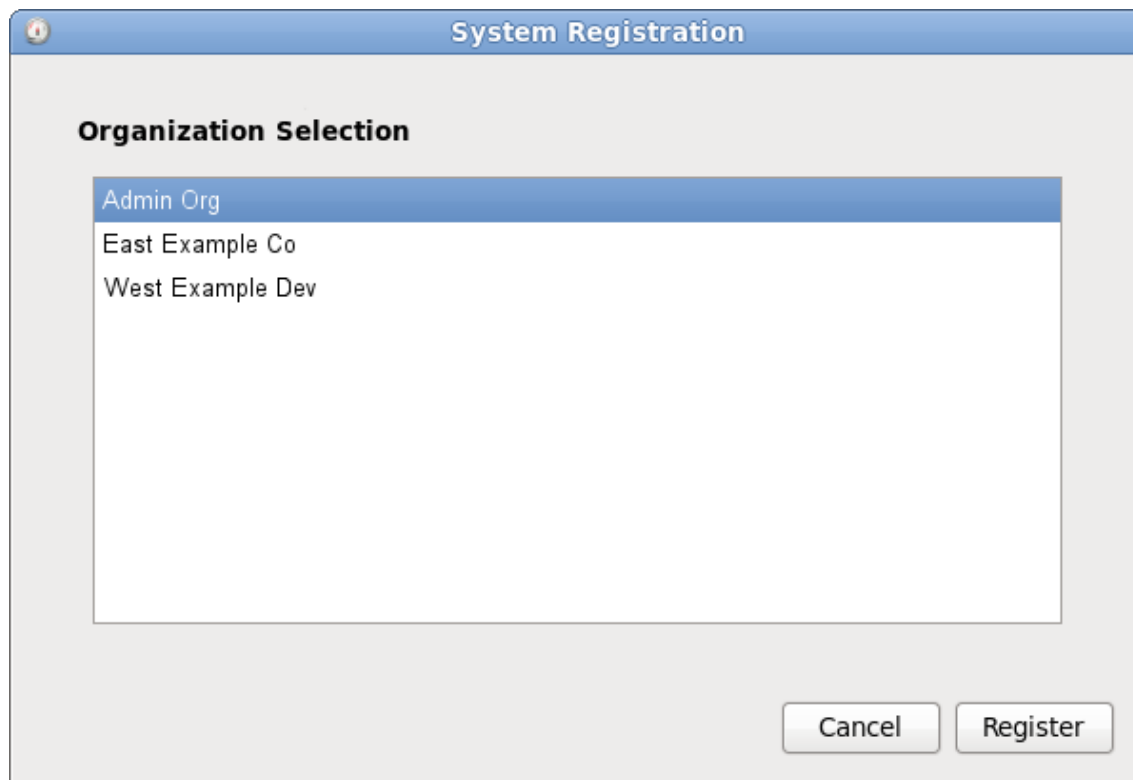 System Registration
Organization Selection
Admin Org
East Example Co
West Example Dev
Cancel Register